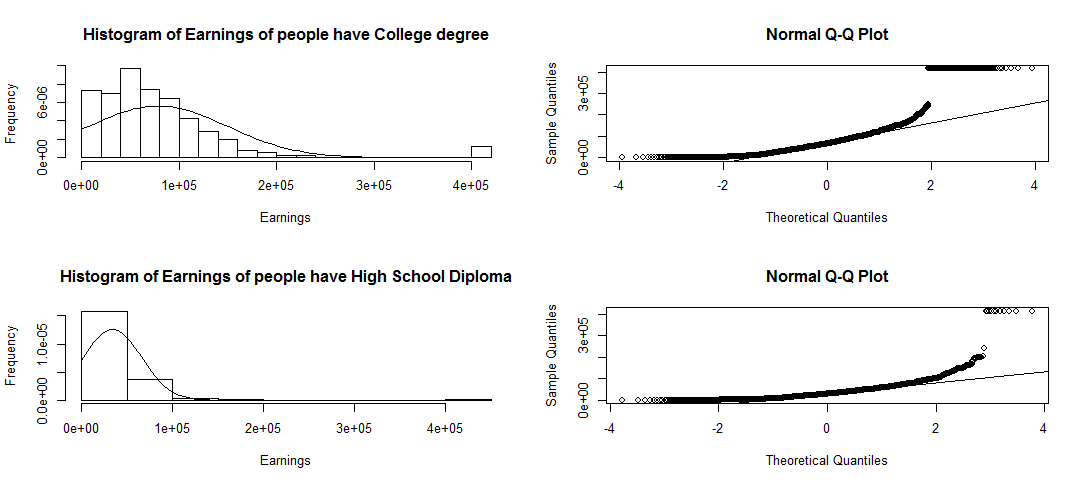 Histogram of Earnings of people have College degree
Frequency
0e+00 6e-06
0e+00 1e+05 2e+05 3e+05 4e+05
Earnings
Normal Q-Q Plot
Sample Quantiles
0e+00 3e+05
-4 -2 0 2 4
Theoretical Quantiles
Histogram of Earnings of people have High School Diploma
Frequency
0.0e+00 1.0e-05
0e+00 1e+05 2e+05 3e+05 4e+05
Earnings
Normal Q-Q Plot
Sample Quantiles
0e+00 3e+05
-4 -2 0 2 4
Theoretical Quantiles